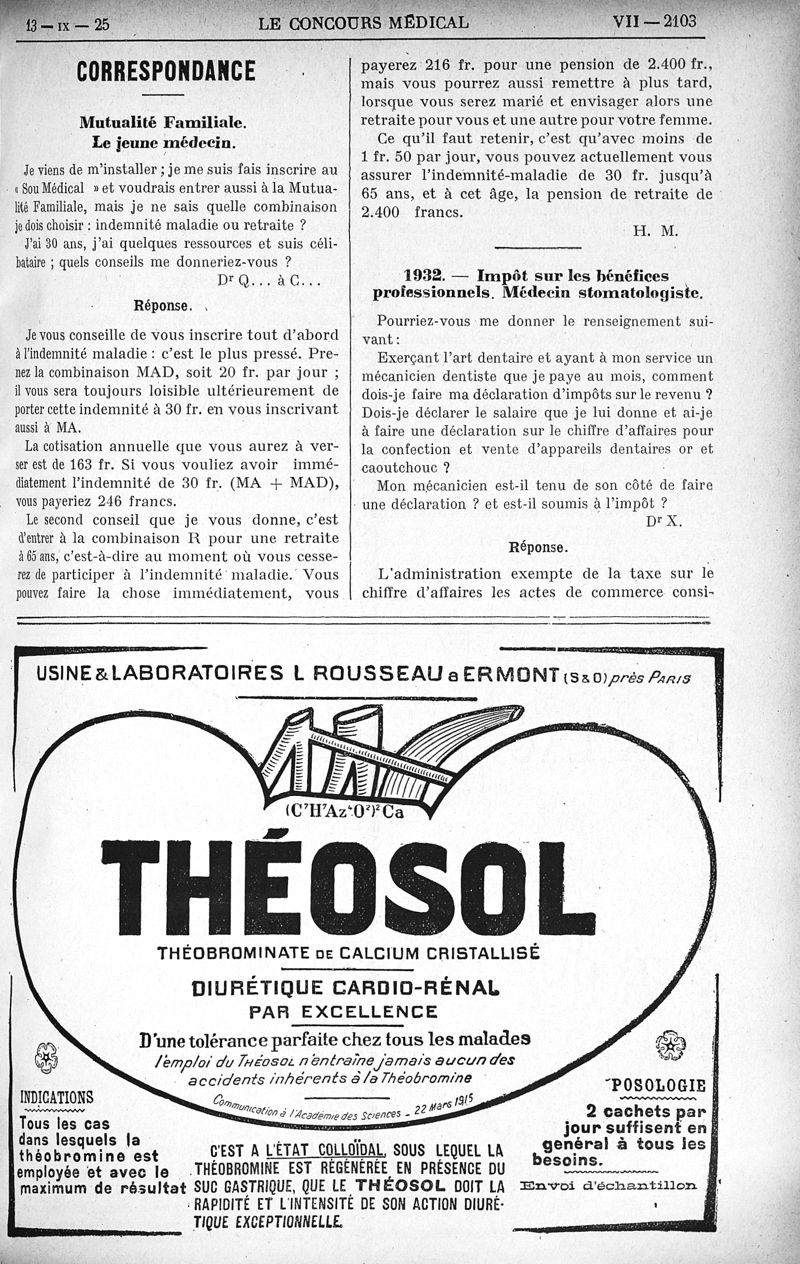 13 — IX — 25
LE CONCOURS MÉDICAL
VII — 2103
CORRESPONDANCE
Mutualité Familiale.
Le jeune médecin.
Je viens de m'installer ; je me suis fais inscrire au
« Sou Médical » et voudrais entrer aussi à la Mutua-
lité Familiale, mais je ne sais quelle combinaison
je dois choisir : indemnité maladie ou retraite ?
J'ai 30 ans, j'ai quelques ressources et suis céli-
bataire ; quels conseils me donneriez-vous ?
Dr Q... à C...
Réponse.
Je vous conseille de vous inscrire tout d'abord
à l'indemnité maladie : c'est le plus pressé. Pre-
nez la combinaison MAD, soit 20 fr. par jour ;
il vous sera toujours loisible ultérieurement de
porter cette indemnité à 30 fr. en vous inscrivant
aussi à MA.
La cotisation annuelle que vous aurez à ver-
ser est de 163 fr. Si vous vouliez avoir immé-
diatement l'indemnité de 30 fr. (MA + MAD),
vous payeriez 246 francs.
Le second conseil que je vous donne, c'est
d'entrer à la combinaison R pour une retraite
à 65 ans, c'est-à-dire au moment où vous cesse-
rez de participer à l'indemnité maladie. Vous
pouvez faire la chose immédiatement, vous
payerez 216 fr. pour une pension de 2.400 fr.,
mais vous pourrez aussi remettre à plus tard,
lorsque vous serez marié et envisager alors une
retraite pour vous et une autre pour votre femme.
Ce qu'il faut retenir, c'est qu'avec moins de
1 fr. 50 par jour, vous pouvez actuellement vous
assurer l'indemnité-maladie de 30 fr. jusqu'à
65 ans, et à cet âge, la pension de retraite de
2.400 francs.
H. M.
1932. — Impôt sur les bénéfices
professionnels. Médecin stomatologiste.
Pourriez-vous me donner le renseignement sui-
vant :
Exerçant l'art dentaire et ayant à mon service un
mécanicien dentiste que je paye au mois, comment
dois-je faire ma déclaration d'impôts sur le revenu ?
Dois-je déclarer le salaire que je lui donne et ai-je
à faire une déclaration sur le chiffre d'affaires pour
la confection et vente d'appareils dentaires or et
caoutchouc ?
Mon mécanicien est-il tenu de son côté de faire
une déclaration ? et est-il soumis à l'impôt ?
Dr X.
Réponse.
L'administration exempte de la taxe sur le
chiffre d'affaires les actes de commerce consi-
USINE & LABORATOIRES L ROUSSEAU à ERMONT (S & O) près PARIS
(C⁷H⁷Az⁴O²)²Ca
THÉOSOL
THÉOBROMINATE DE CALCIUM CRISTALLISÉ
DIURÉTIQUE CARDIO-RÉNAL
PAR EXCELLENCE
D'une tolérance parfaite chez tous les malades
l'emploi du THÉOSOL n'entraîne jamais aucun des
accidents inhérents à la Théobromine
Communication à l'Académie des Sciences - 22 Mars 1915
INDICATIONS
Tous les cas
dans lesquels la
théobromine est
employée et avec le
maximum de résultat
C'EST A L'ÉTAT COLLOÏDAL, SOUS LEQUEL LA
THÉOBROMINE EST RÉGÉNÉRÉE EN PRÉSENCE DU
SUC GASTRIQUE, QUE LE THÉOSOL DOIT LA
RAPIDITÉ ET L'INTENSITÉ DE SON ACTION DIURÉ-
TIQUE EXCEPTIONNELLE.
POSOLOGIE
2 cachets par
jour suffisent en
général à tous les
besoins.
Envoi d'échantillon